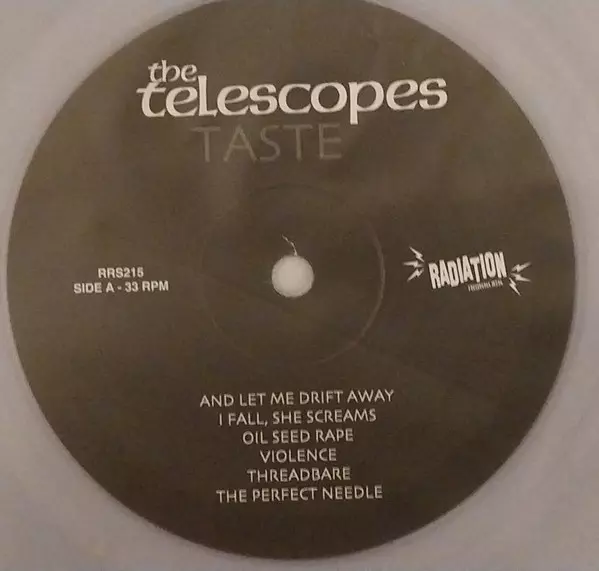 the
telescopes
TASTE
RRS215
SIDE A - 33 RPM
RADIATION
AND LET ME DRIFT AWAY
I FALL, SHE SCREAMS
OIL SEED RAPE
VIOLENCE
THREADBARE
THE PERFECT NEEDLE